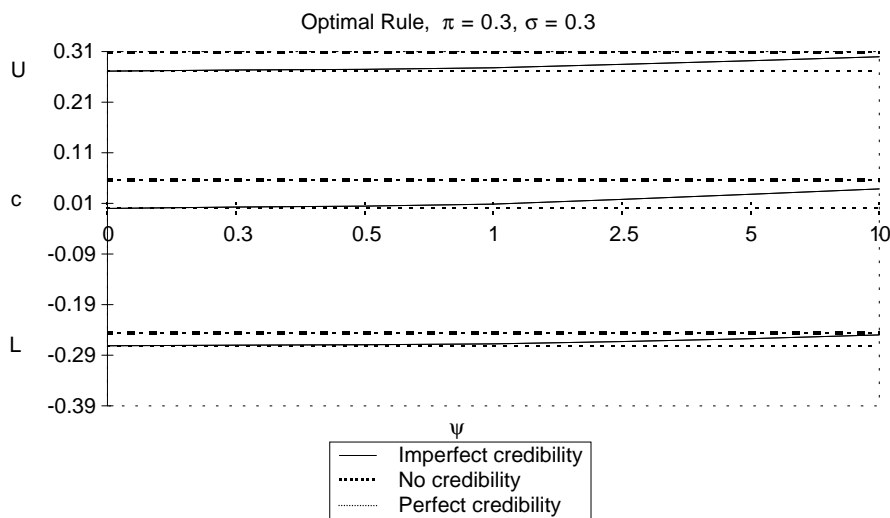 Optimal Rule, π = 0.3, σ = 0.3
0.31
U
0.21
0.11
c
0.01
0 0.3 0.5 1 2.5 5 10
-0.09
-0.19
L
-0.29
-0.39
ψ
Imperfect credibility
No credibility
Perfect credibility